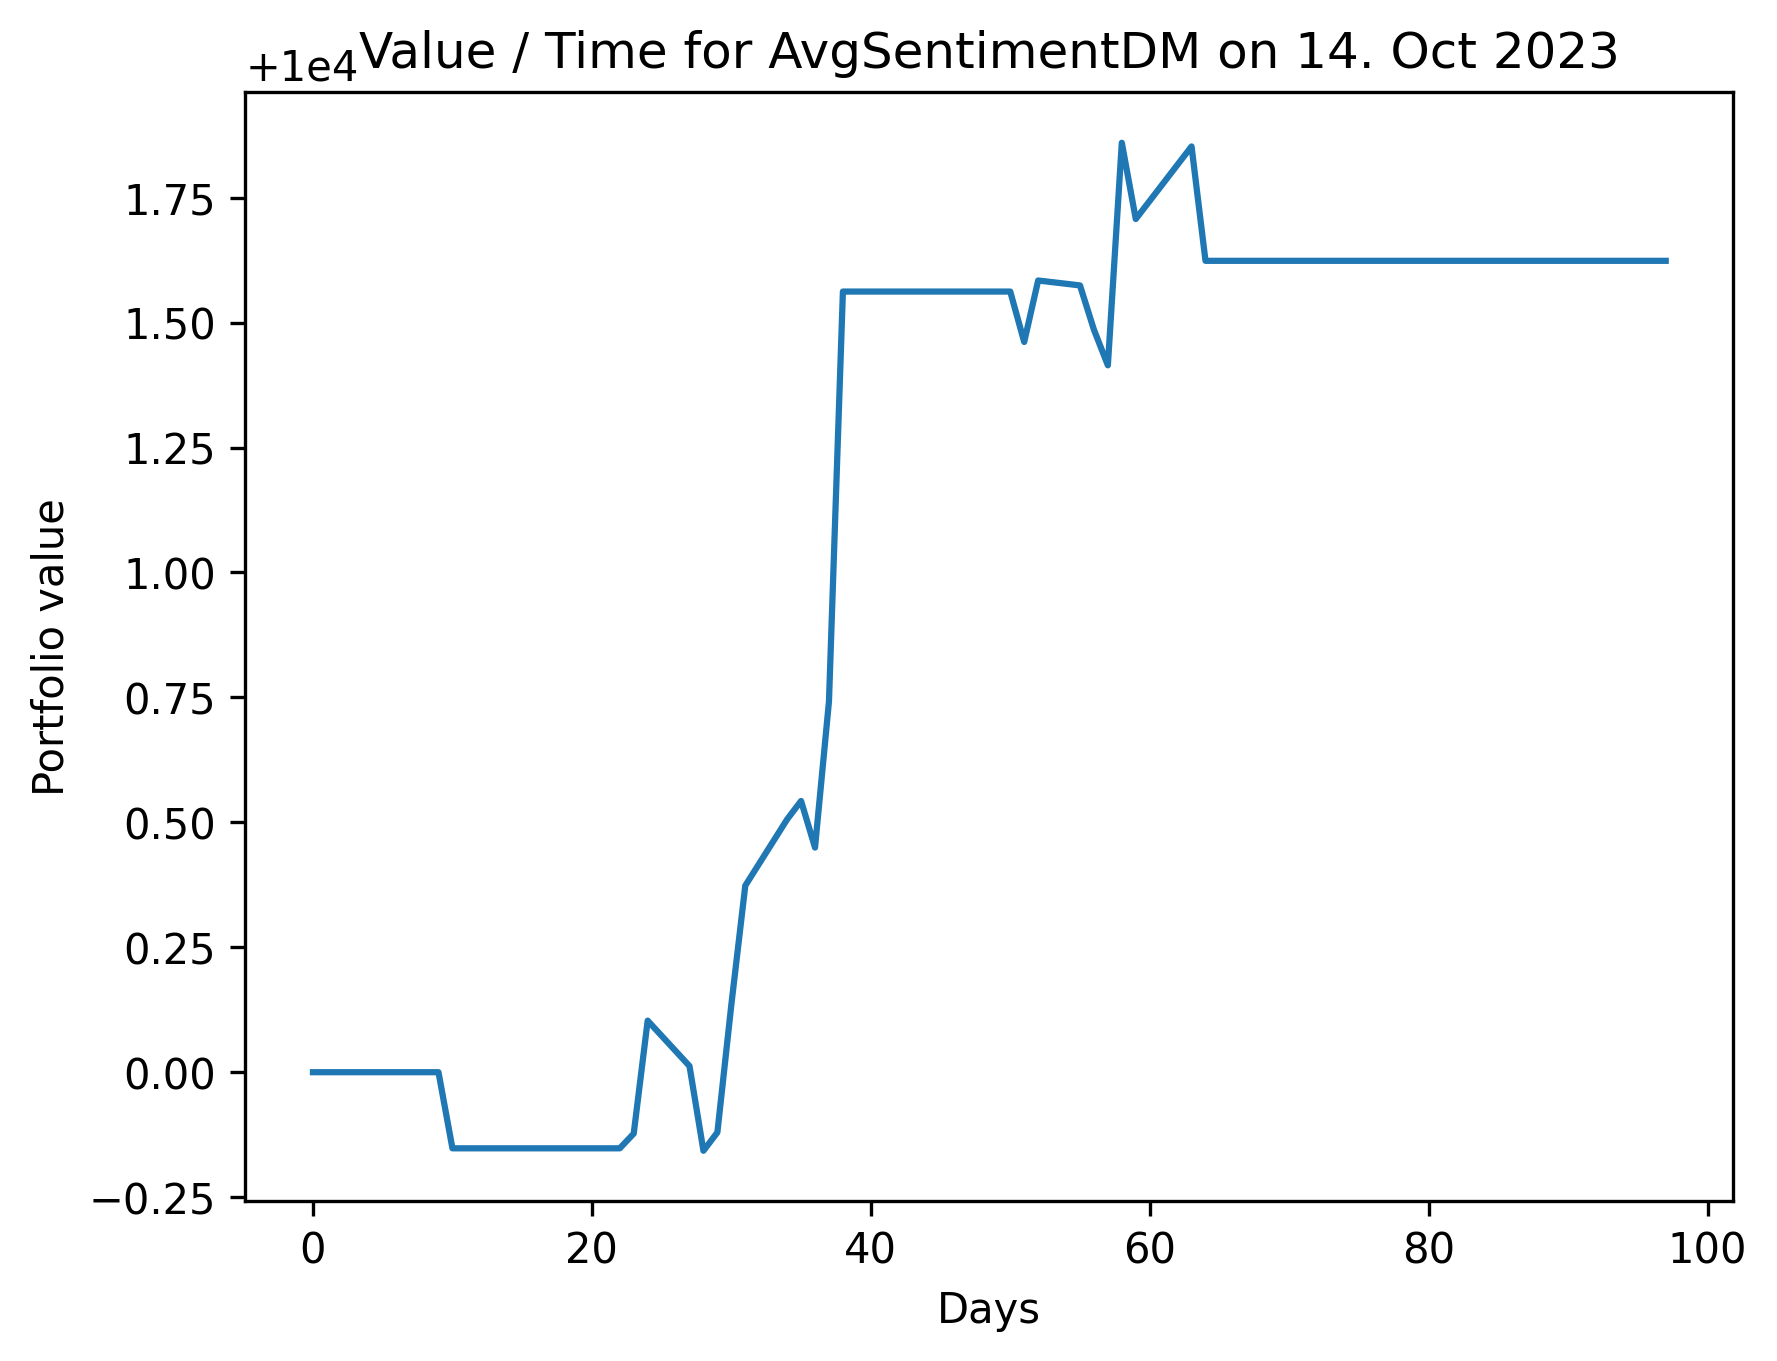 Value / Time for AvgSentimentDM on 14. Oct 2023
+1e4
1.75
1.50
1.25
1.00
0.75
0.50
0.25
0.00
−0.25
Portfolio value
0 20 40 60 80 100
Days